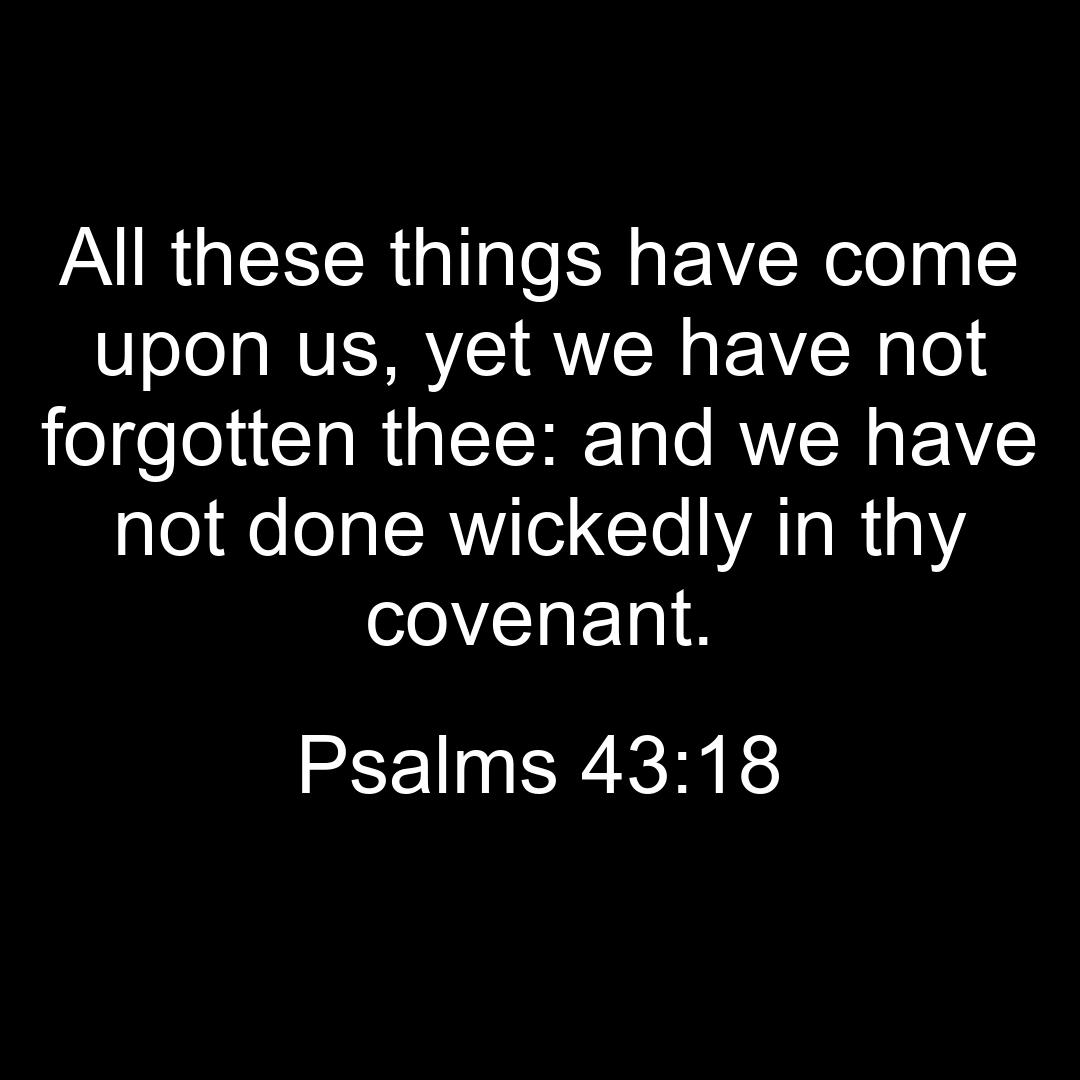 All these things have come
upon us, yet we have not
forgotten thee: and we have
not done wickedly in thy
covenant.
Psalms 43:18